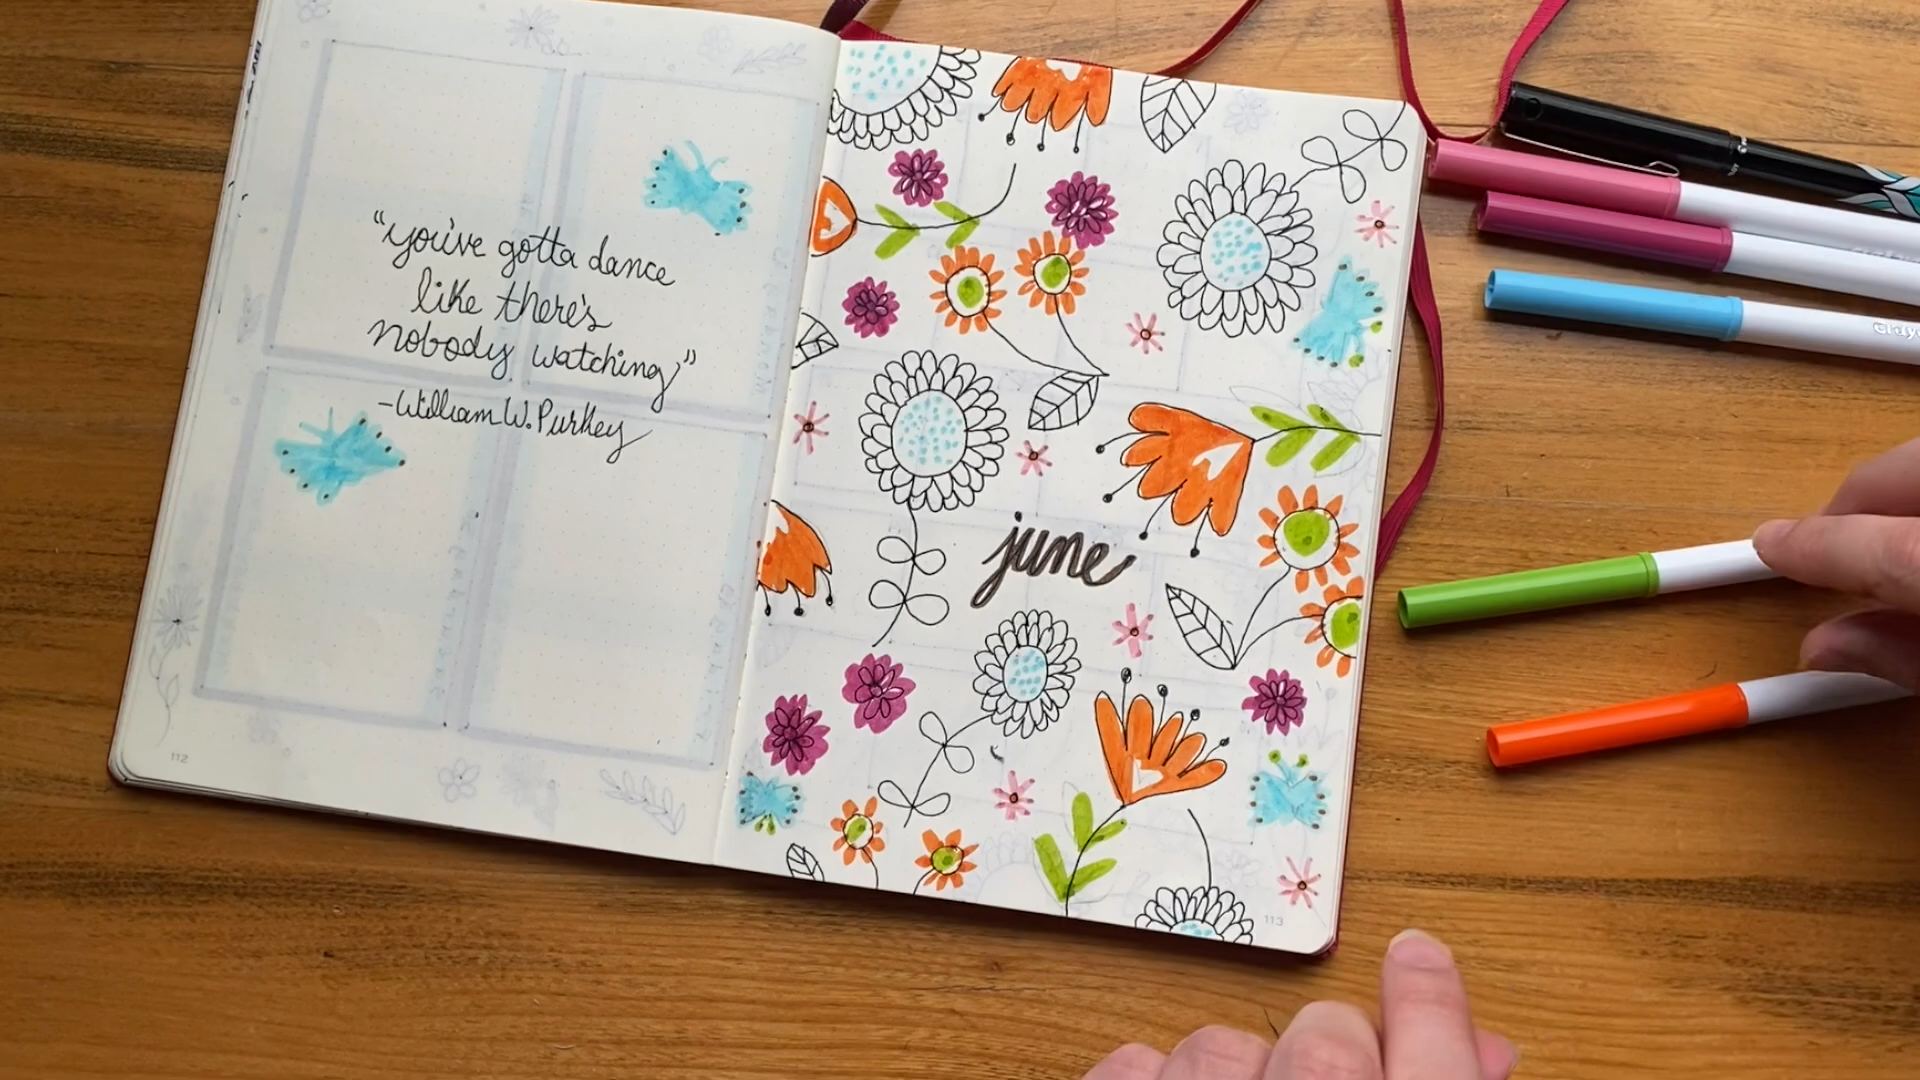 “you've gotta dance
like there's
nobody watching”
-William W. Purkey
112
june
113